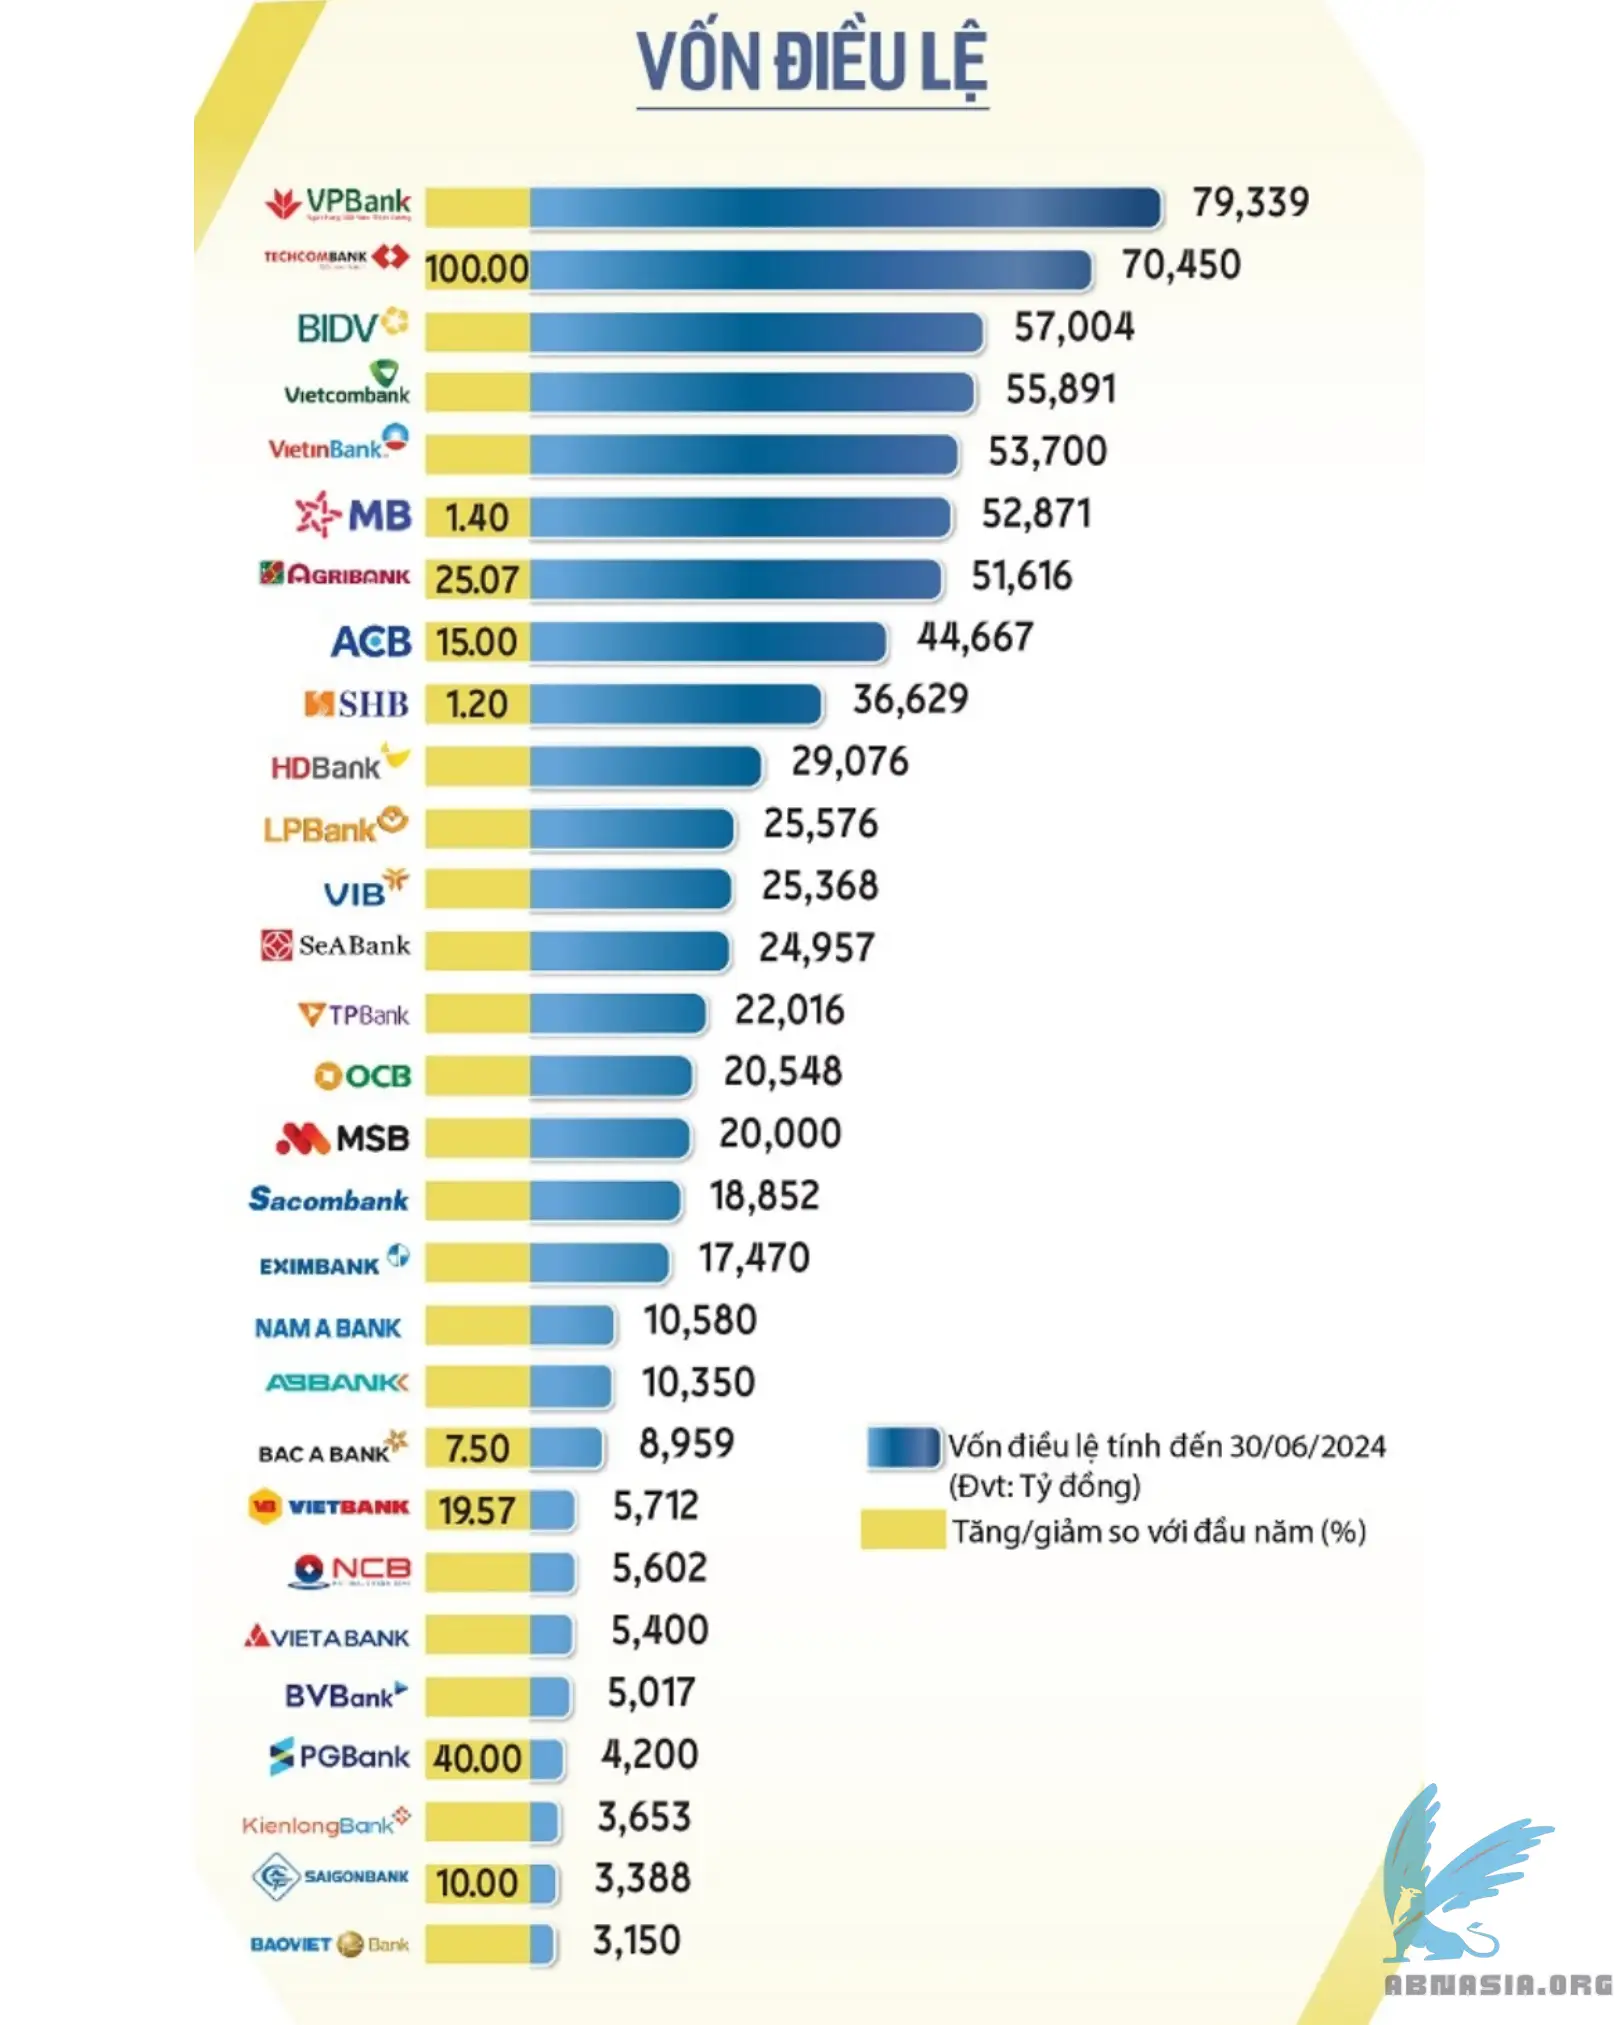 VỐN ĐIỀU LỆ
VPBank 79,339
TECHCOMBANK 100.00 70,450
BIDV 57,004
Vietcombank 55,891
VietinBank 53,700
MB 1.40 52,871
AGRIBANK 25.07 51,616
ACB 15.00 44,667
SHB 1.20 36,629
HDBank 29,076
LPBank 25,576
VIB 25,368
SeABank 24,957
TPBank 22,016
OCB 20,548
MSB 20,000
Sacombank 18,852
EXIMBANK 17,470
NAM A BANK 10,580
ABBANK 10,350
BAC A BANK 7.50 8,959
VB VIETBANK 19.57 5,712
NCB 5,602
VIETABANK 5,400
BVBank 5,017
PGBank 40.00 4,200
KienlongBank 3,653
SAIGONBANK 10.00 3,388
BAOVIET Bank 3,150
Vốn điều lệ tính đến 30/06/2024
(Đvt: Tỷ đồng)
Tăng/giảm so với đầu năm (%)
ABMASIA.ORG